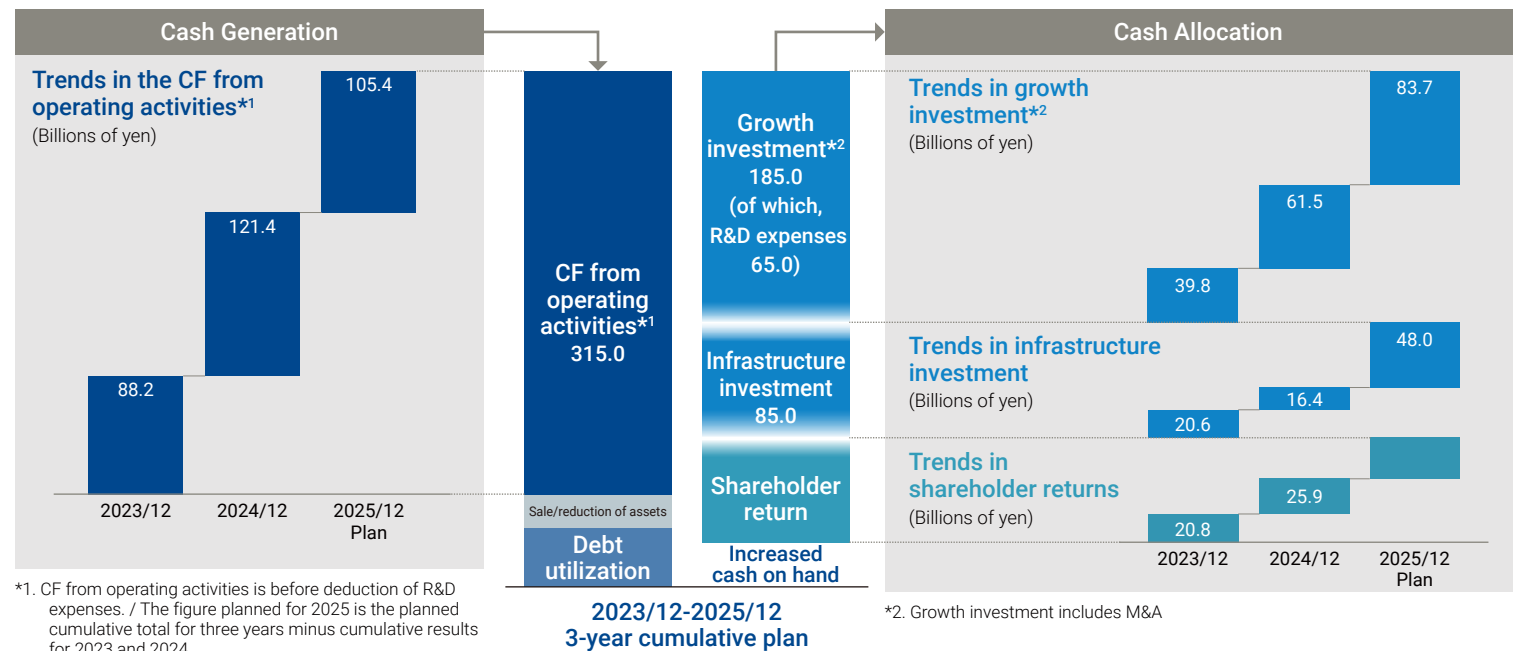 Cash Generation
Trends in the CF from
operating activities*1
(Billions of yen)
105.4
121.4
88.2
2023/12
2024/12
2025/12
Plan
*1. CF from operating activities is before deduction of R&D
expenses. / The figure planned for 2025 is the planned
cumulative total for three years minus cumulative results
for 2023 and 2024
CF from
operating
activities*1
315.0
Sale/reduction of assets
Debt
utilization
Growth
investment*2
185.0
(of which,
R&D expenses
65.0)
Infrastructure
investment
85.0
Shareholder
return
Increased
cash on hand
2023/12-2025/12
3-year cumulative plan
Cash Allocation
Trends in growth
investment*2
(Billions of yen)
83.7
61.5
39.8
Trends in infrastructure
investment
(Billions of yen)
48.0
16.4
20.6
Trends in
shareholder returns
(Billions of yen)
25.9
20.8
2023/12
2024/12
2025/12
Plan
*2. Growth investment includes M&A